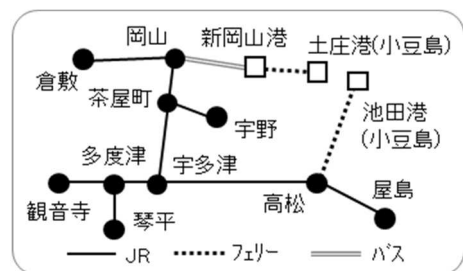 岡山
新岡山港
土庄港(小豆島)
倉敷
茶屋町
宇野
池田港
(小豆島)
多度津
宇多津
観音寺
琴平
高松
屋島
JR
フェリー
バス